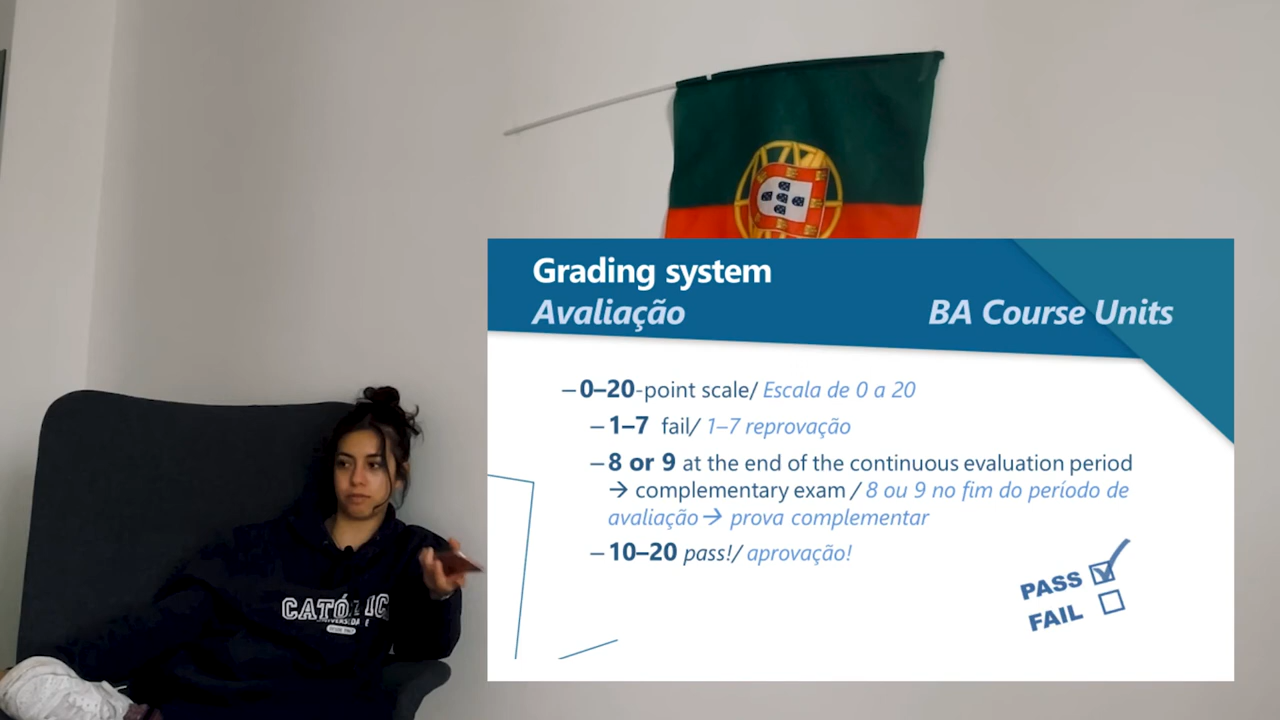 Grading system
Avaliação
BA Course Units
–0–20-point scale/ Escala de 0 a 20
–1–7 fail/ 1–7 reprovação
–8 or 9 at the end of the continuous evaluation period
→ complementary exam / 8 ou 9 no fim do período de
avaliação → prova complementar
–10–20 pass!/ aprovação!
PASS
FAIL
CATÓLIC